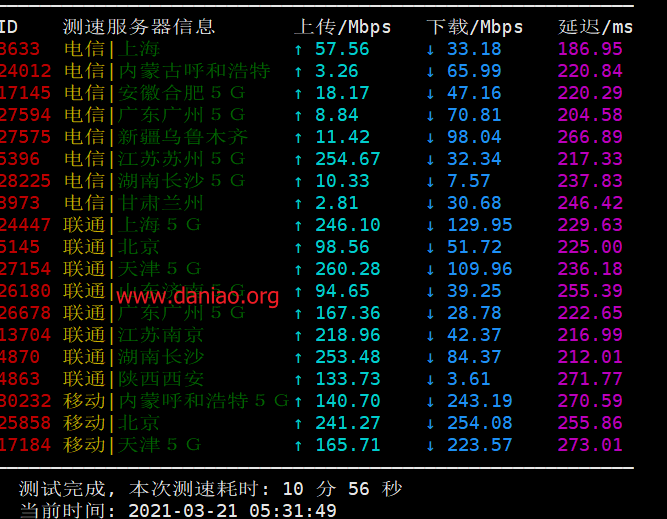 ID 测速服务器信息 上传/Mbps 下载/Mbps 延迟/ms
3633 电信|上海 ↑ 57.56 ↓ 33.18 186.95
24012 电信|内蒙古呼和浩特 ↑ 3.26 ↓ 65.99 220.84
17145 电信|安徽合肥５Ｇ ↑ 18.17 ↓ 47.16 220.29
27594 电信|广东广州５Ｇ ↑ 8.84 ↓ 70.81 204.58
27575 电信|新疆乌鲁木齐 ↑ 11.42 ↓ 98.04 266.89
5396 电信|江苏苏州５Ｇ ↑ 254.67 ↓ 32.34 217.33
28225 电信|湖南长沙５Ｇ ↑ 10.33 ↓ 7.57 237.83
3973 电信|甘肃兰州 ↑ 2.81 ↓ 30.68 246.42
24447 联通|上海５Ｇ ↑ 246.10 ↓ 129.95 229.63
5145 联通|北京 ↑ 98.56 ↓ 51.72 225.00
27154 联通|天津５Ｇ ↑ 260.28 ↓ 109.96 236.18
26180 联通|山东济南５Ｇ ↑ 94.65 ↓ 39.25 255.39
www.daniao.org
26678 联通|广东广州５Ｇ ↑ 167.36 ↓ 28.78 222.65
13704 联通|江苏南京 ↑ 218.96 ↓ 42.37 216.99
4870 联通|湖南长沙 ↑ 253.48 ↓ 84.37 212.01
4863 联通|陕西西安 ↑ 133.73 ↓ 3.61 271.77
30232 移动|内蒙呼和浩特５Ｇ ↑ 140.70 ↓ 243.19 270.59
25858 移动|北京 ↑ 241.27 ↓ 254.08 255.86
17184 移动|天津５Ｇ ↑ 165.71 ↓ 223.57 273.01
测试完成, 本次测速耗时: 10 分 56 秒
当前时间: 2021-03-21 05:31:49